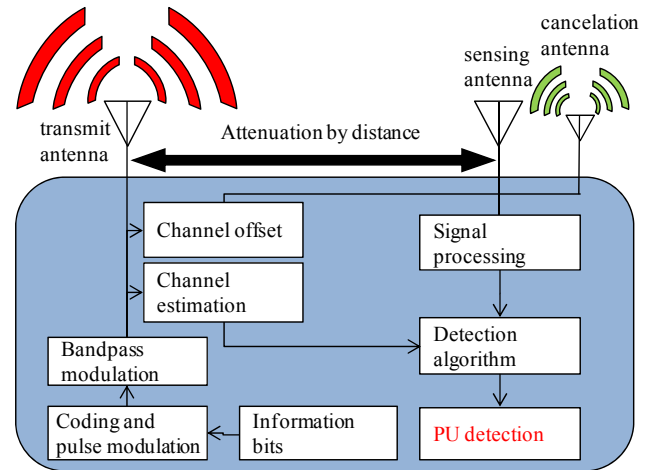 cancelation
antenna
sensing
antenna
transmit
antenna
Attenuation by distance
Channel offset
Signal
processing
Channel
estimation
Detection
algorithm
Bandpass
modulation
Coding and
pulse modulation
Information
bits
PU detection